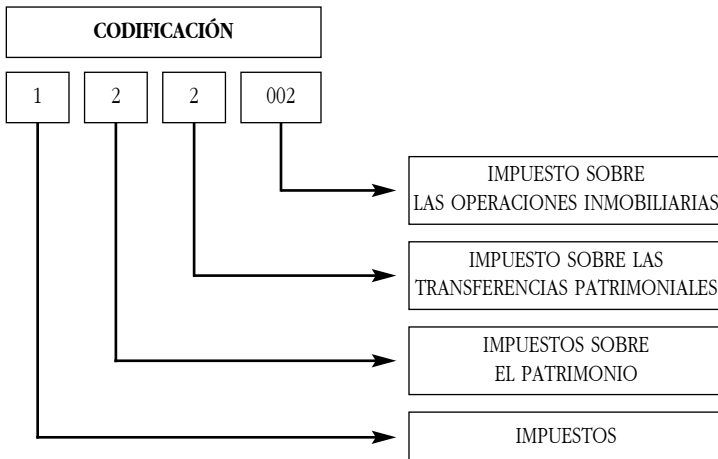 CODIFICACIÓN
1 2 2 002
IMPUESTO SOBRE
LAS OPERACIONES INMOBILIARIAS
IMPUESTO SOBRE LAS
TRANSFERENCIAS PATRIMONIALES
IMPUESTOS SOBRE
EL PATRIMONIO
IMPUESTOS